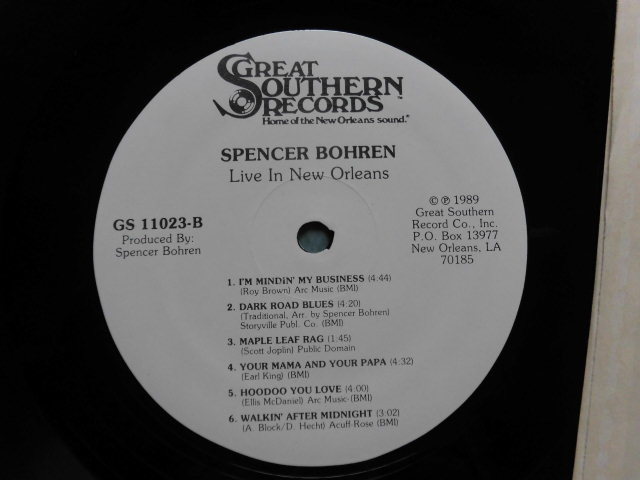 GREAT
SOUTHERN
RECORDS™
Home of the New Orleans sound."
SPENCER BOHREN
Live In New Orleans
GS 11023-B
Produced By:
Spencer Bohren
© ℗ 1989
Great Southern
Record Co., Inc.
P.O. Box 13977
New Orleans, LA
70185
1. I'M MINDiN' MY BUSINESS (4:44)
(Roy Brown) Arc Music (BMI)
2. DARK ROAD BLUES (4:20)
(Traditional, Arr. by Spencer Bohren)
Storyville Publ. Co. (BMI)
3. MAPLE LEAF RAG (1:45)
(Scott Joplin) Public Domain
4. YOUR MAMA AND YOUR PAPA (4:32)
(Earl King) (BMI)
5. HOODOO YOU LOVE (4:00)
(Ellis McDaniel) Arc Music (BMI)
6. WALKIN' AFTER MIDNIGHT (3:02)
(A. Block/D. Hecht) Acuff-Rose (BMI)